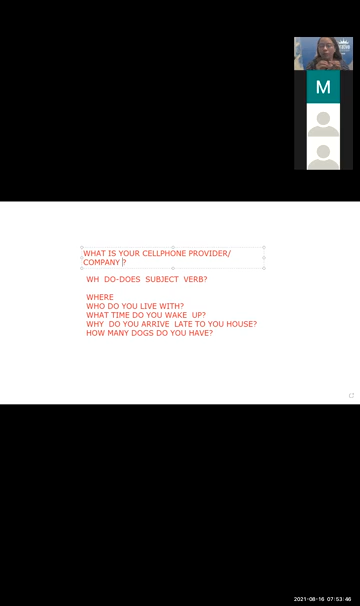 M
WHAT IS YOUR CELLPHONE PROVIDER/
COMPANY ?
WH DO-DOES SUBJECT VERB?
WHERE
WHO DO YOU LIVE WITH?
WHAT TIME DO YOU WAKE UP?
WHY DO YOU ARRIVE LATE TO YOU HOUSE?
HOW MANY DOGS DO YOU HAVE?
2021-06-16 07:53:46